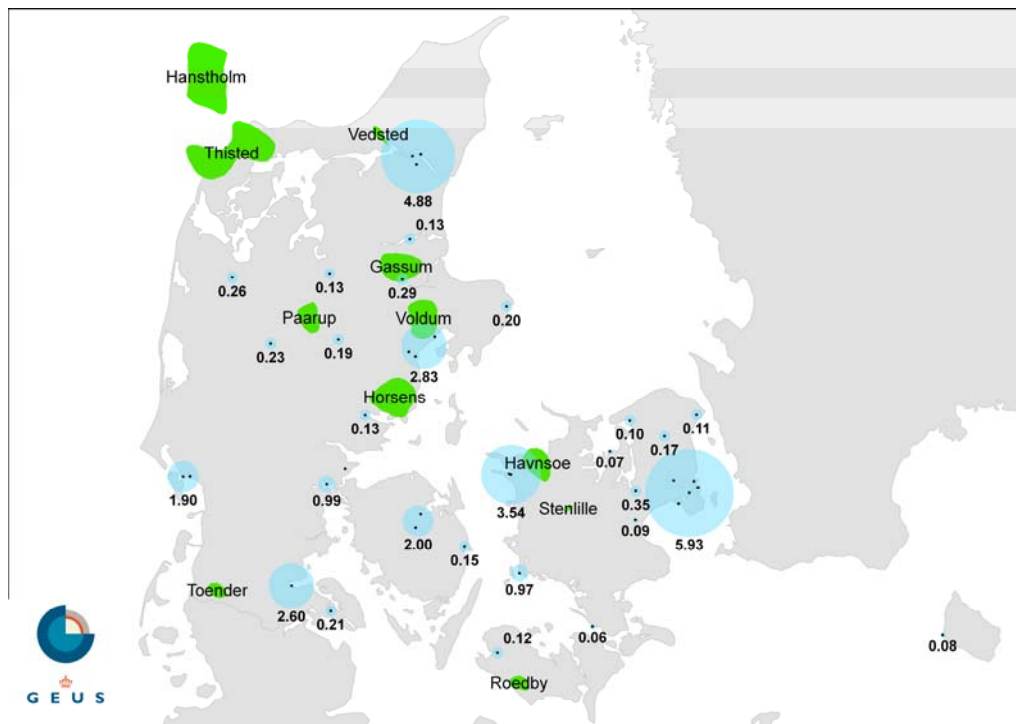 Hanstholm
Vedsted
Thisted
4.88
0.13
Gassum
0.26
0.13
0.29
0.20
Paarup
Voldum
0.23
0.19
2.83
Horsens
0.13
0.10
0.11
0.17
0.07
Havnsoe
1.90
0.99
3.54
Stenlille
0.35
0.09
5.93
2.00
0.15
0.97
Toender
2.60
0.21
0.12
0.06
0.08
Roedby
GEUS